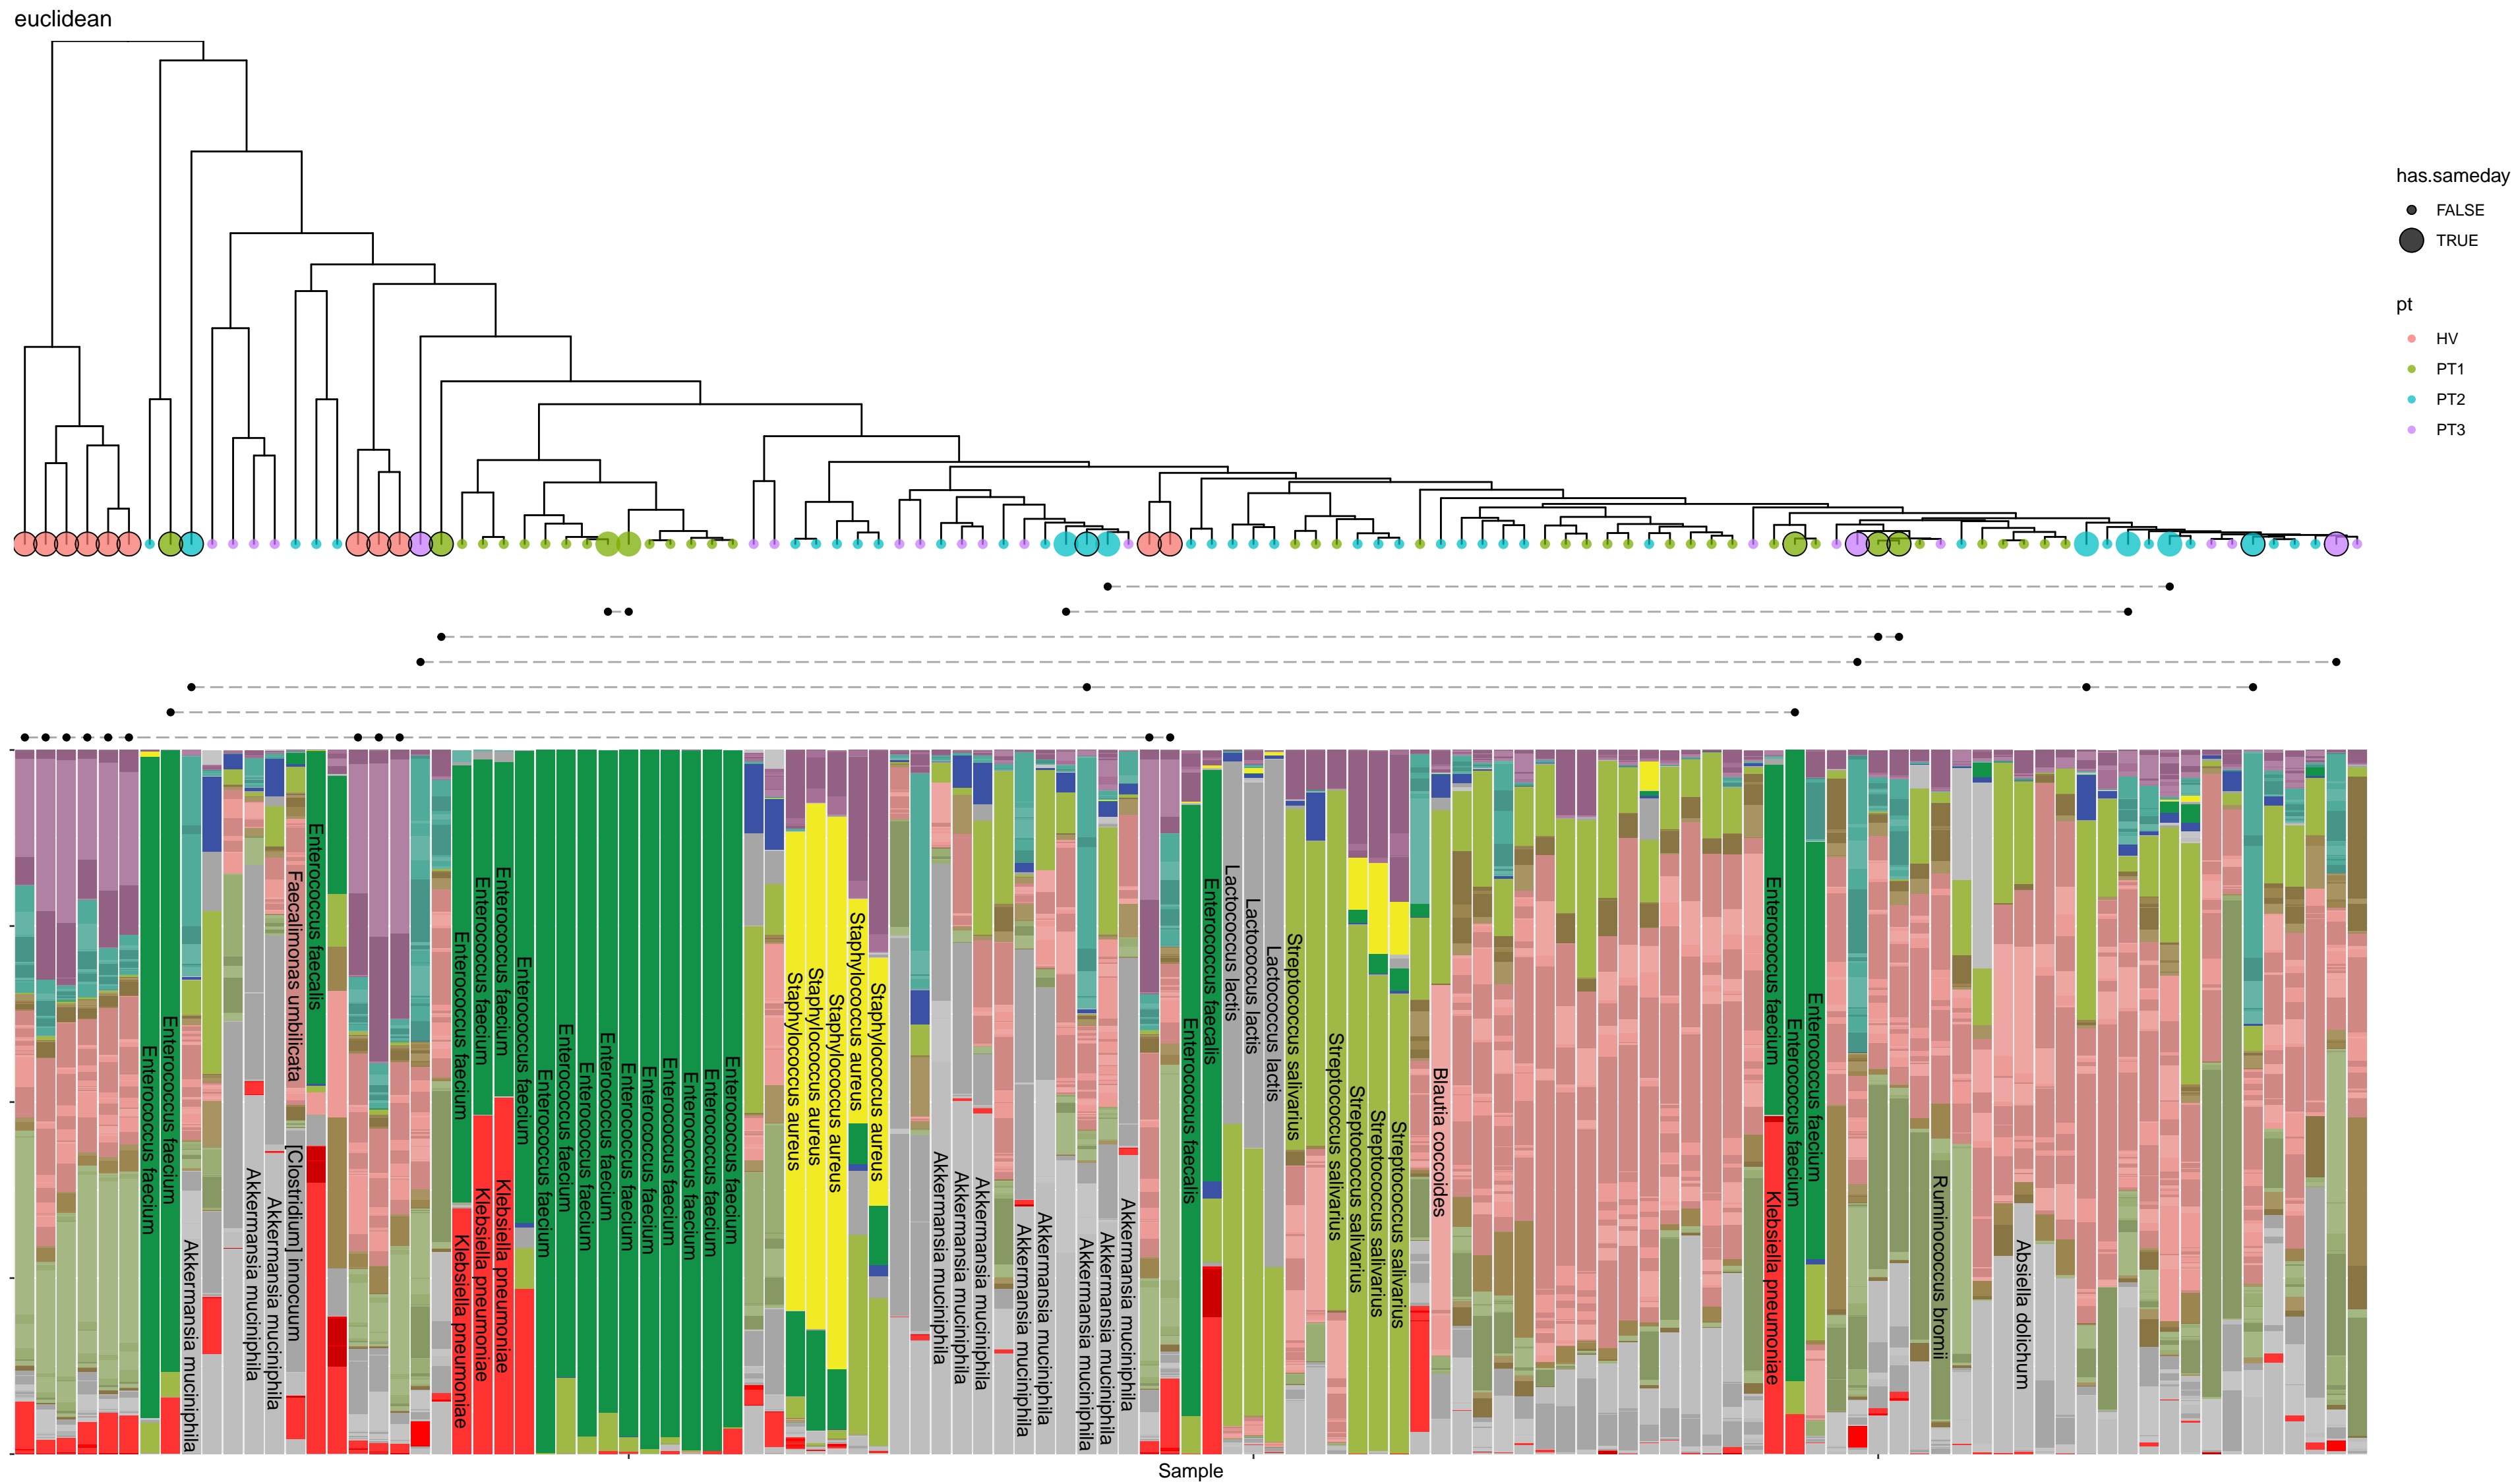 euclidean
has.sameday
FALSE
TRUE
pt
HV
PT1
PT2
PT3
Enterococcus faecium
Enterococcus faecium
Akkermansia muciniphila
Akkermansia muciniphila
Akkermansia muciniphila
Faecalimonas umbilicata
[Clostridium] innocuum
Enterococcus faecalis
Enterococcus faecium
Klebsiella pneumoniae
Enterococcus faecium
Klebsiella pneumoniae
Enterococcus faecium
Klebsiella pneumoniae
Enterococcus faecium
Enterococcus faecium
Enterococcus faecium
Enterococcus faecium
Enterococcus faecium
Enterococcus faecium
Enterococcus faecium
Enterococcus faecium
Enterococcus faecium
Enterococcus faecium
Enterococcus faecium
Staphylococcus aureus
Staphylococcus aureus
Staphylococcus aureus
Staphylococcus aureus
Staphylococcus aureus
Akkermansia muciniphila
Akkermansia muciniphila
Akkermansia muciniphila
Akkermansia muciniphila
Akkermansia muciniphila
Akkermansia muciniphila
Akkermansia muciniphila
Akkermansia muciniphila
Enterococcus faecalis
Enterococcus faecalis
Lactococcus lactis
Lactococcus lactis
Lactococcus lactis
Streptococcus salivarius
Streptococcus salivarius
Streptococcus salivarius
Streptococcus salivarius
Streptococcus salivarius
Blautia coccoides
Enterococcus faecium
Klebsiella pneumoniae
Enterococcus faecium
Enterococcus faecium
Ruminococcus bromii
Absiella dolichum
Sample